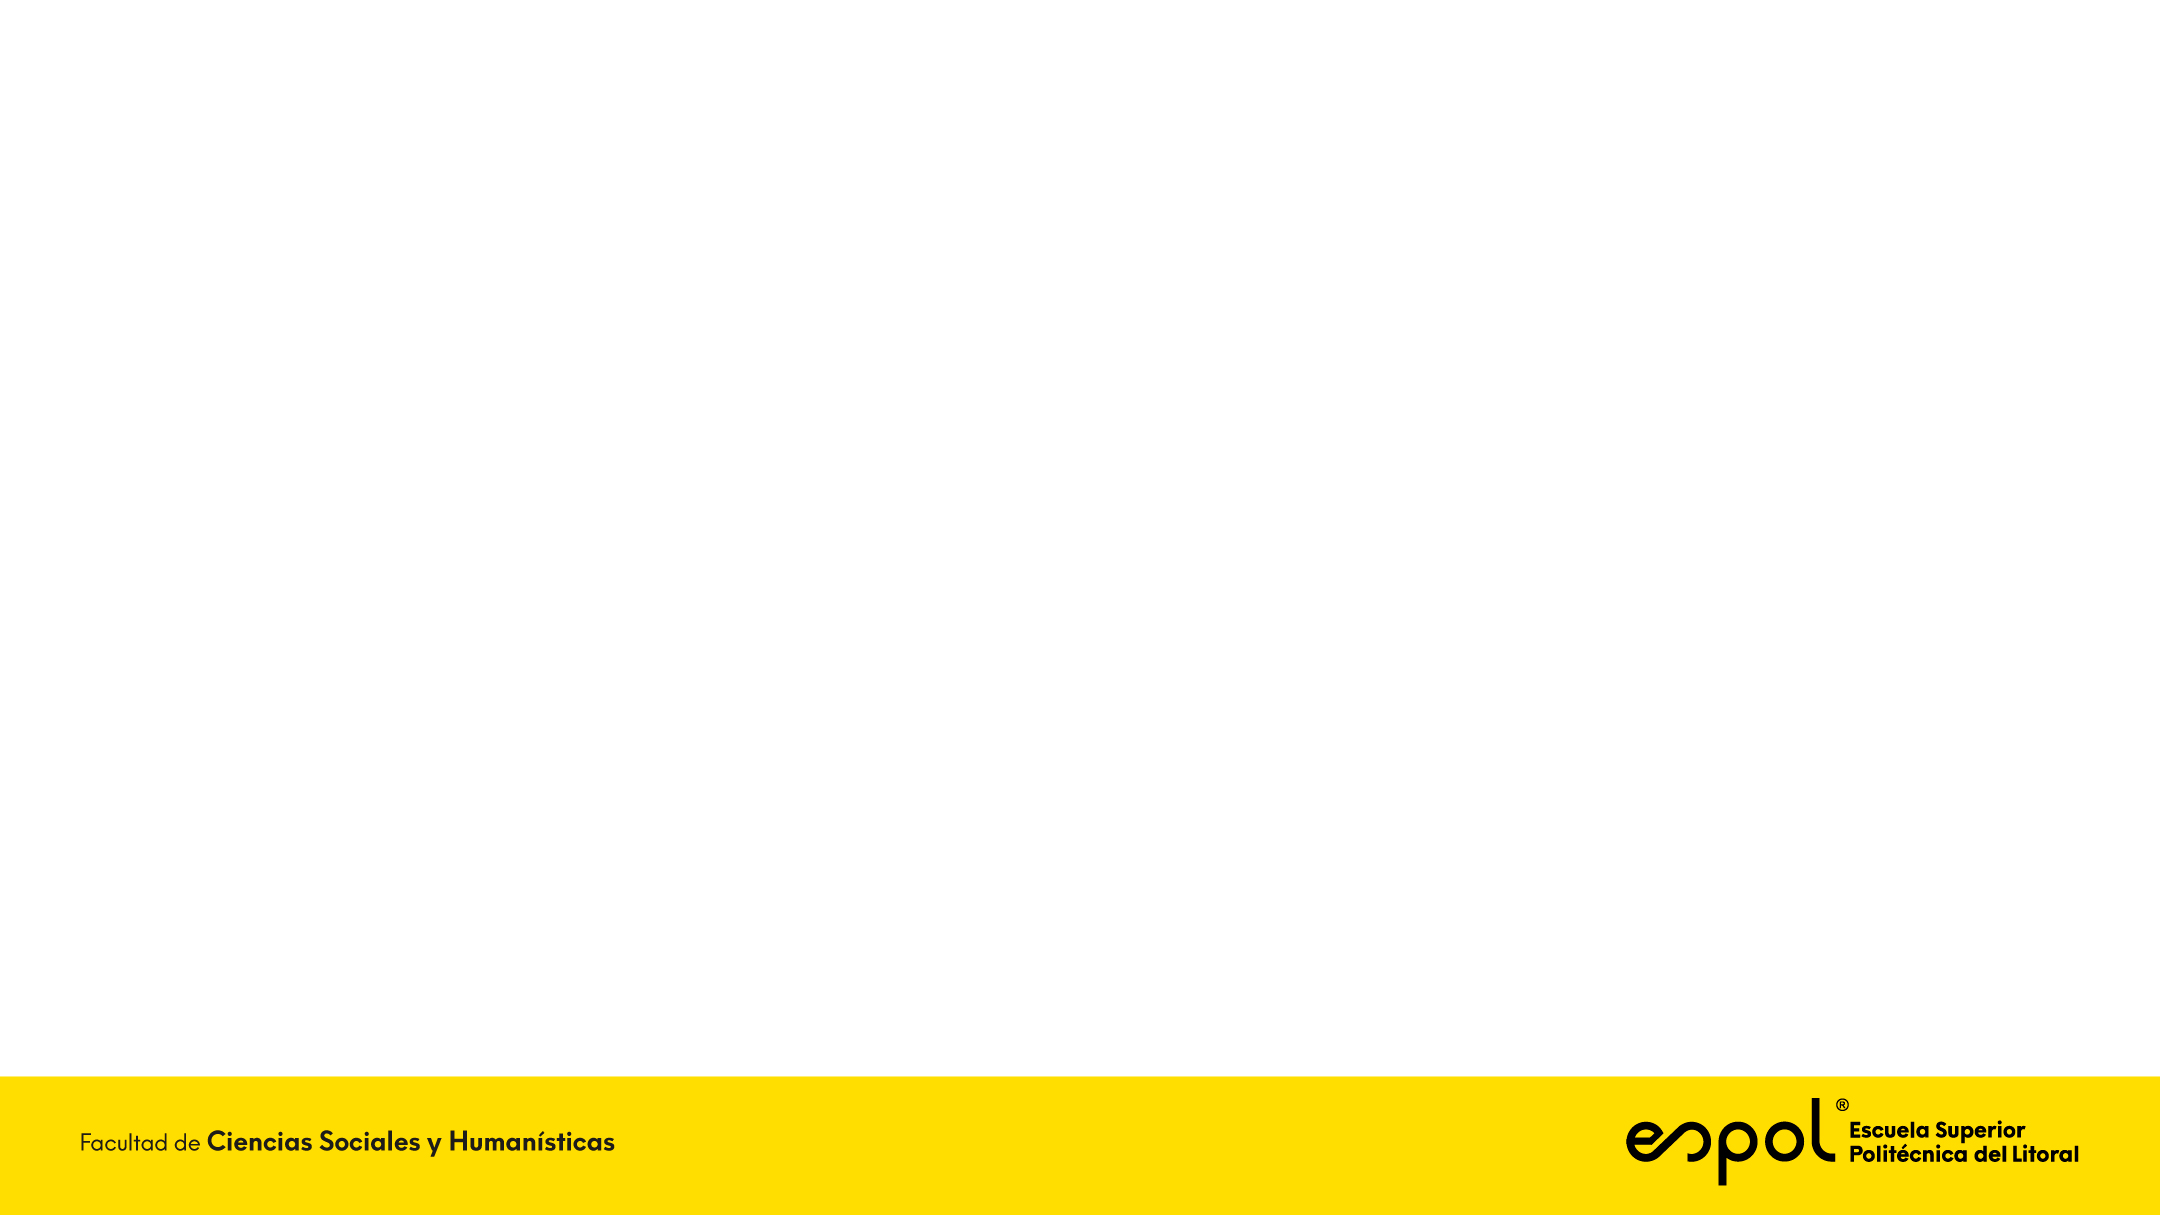 Facultad de Ciencias Sociales y Humanísticas
espol®
Escuela Superior
Politécnica del Litoral